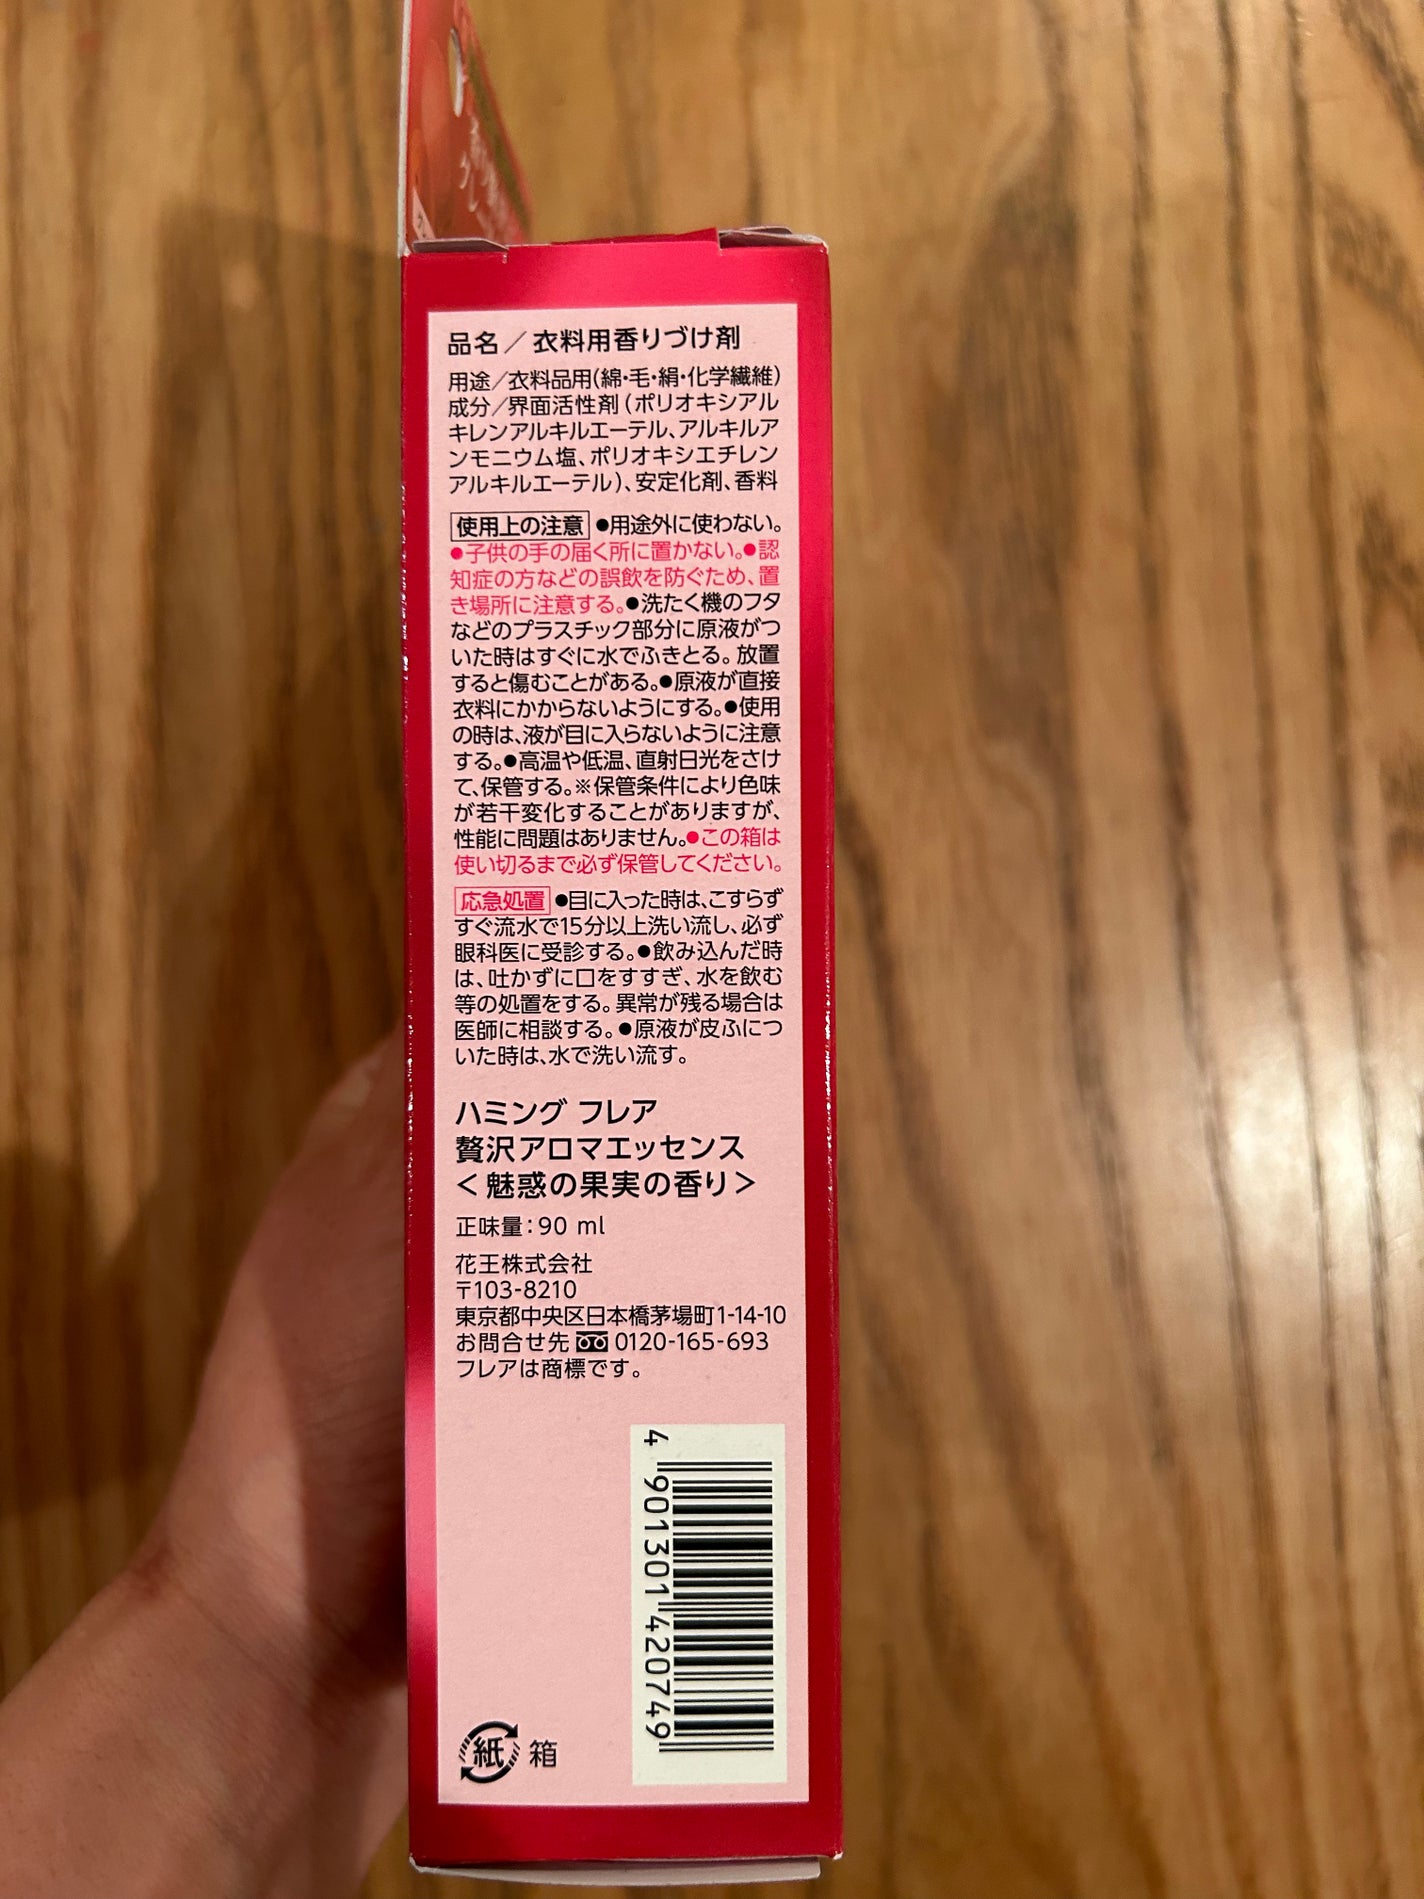 品名／衣料用香りづけ剤
用途／衣料品用(綿・毛・絹・化学繊維)
成分／界面活性剤（ポリオキシアル
キレンアルキルエーテル、アルキルア
ンモニウム塩、ポリオキシエチレン
アルキルエーテル）、安定化剤、香料
使用上の注意 ●用途外に使わない。
●子供の手の届く所に置かない。●認
知症の方などの誤飲を防ぐため、置
き場所に注意する。●洗たく機のフタ
などのプラスチック部分に原液がつ
いた時はすぐに水でふきとる。放置
すると傷むことがある。●原液が直接
衣料にかからないようにする。●使用
の時は、液が目に入らないように注意
する。●高温や低温、直射日光をさけ
て、保管する。※保管条件により色味
が若干変化することがありますが、
性能に問題はありません。●この箱は
使い切るまで必ず保管してください。
応急処置 ●目に入った時は、こすらず
すぐ流水で15分以上洗い流し、必ず
眼科医に受診する。●飲み込んだ時
は、吐かずに口をすすぎ、水を飲む
等の処置をする。異常が残る場合は
医師に相談する。●原液が皮ふにつ
いた時は、水で洗い流す。
ハミング フレア
贅沢アロマエッセンス
＜魅惑の果実の香り＞
正味量：90 ml
花王株式会社
〒103-8210
東京都中央区日本橋茅場町1-14-10
お問合せ先 0120-165-693
フレアは商標です。
4 901301 420749
紙 箱